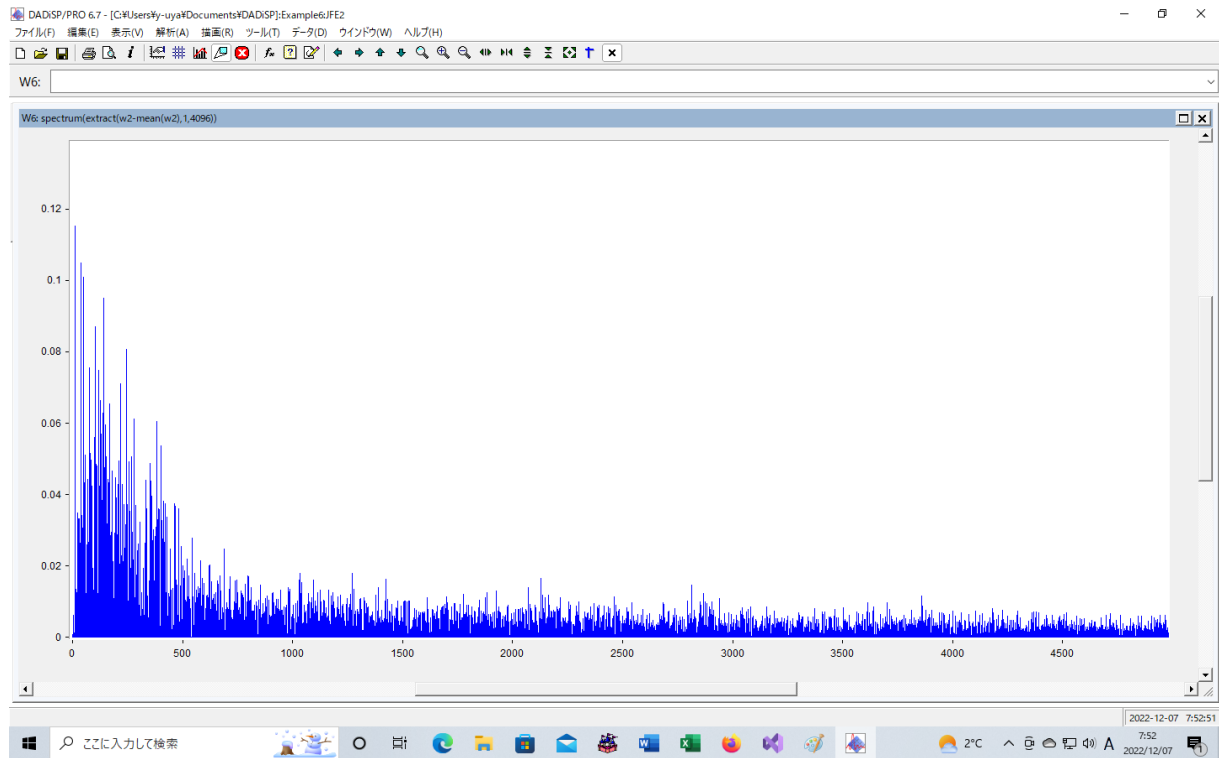 DADiSP/PRO 6.7 - [C:¥Users¥y-uya¥Documents¥DADiSP]:Example6:JFE2
ファイル(F) 編集(E) 表示(V) 解析(A) 描画(R) ツール(T) データ(D) ウインドウ(W) ヘルプ(H)
W6:
W6: spectrum(extract(w2-mean(w2),1,4096))
0.12
0.1
0.08
0.06
0.04
0.02
0
0 500 1000 1500 2000 2500 3000 3500 4000 4500
2022-12-07 7:52:51
ここに入力して検索
2°C
A
7:52
2022/12/07
1